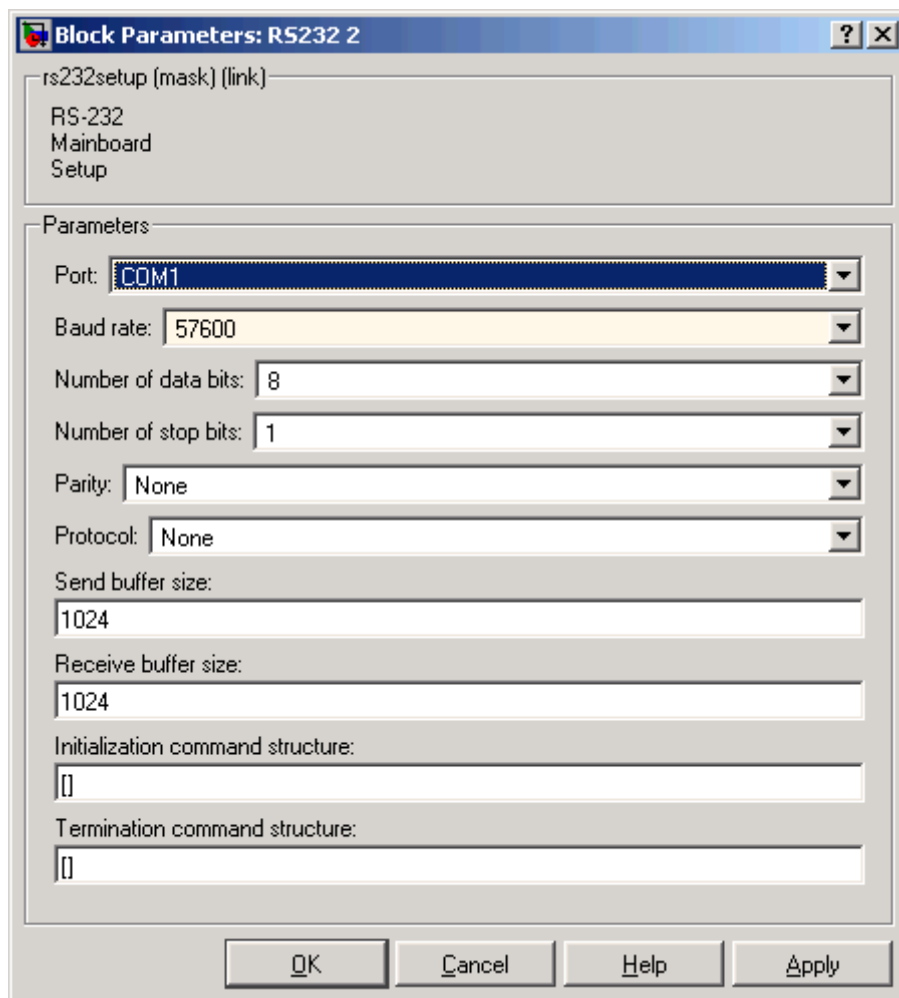 Block Parameters: RS232 2
rs232setup (mask) (link)
RS-232
Mainboard
Setup
Parameters
Port: COM1
Baud rate: 57600
Number of data bits: 8
Number of stop bits: 1
Parity: None
Protocol: None
Send buffer size:
1024
Receive buffer size:
1024
Initialization command structure:
[]
Termination command structure:
[]
OK Cancel Help Apply